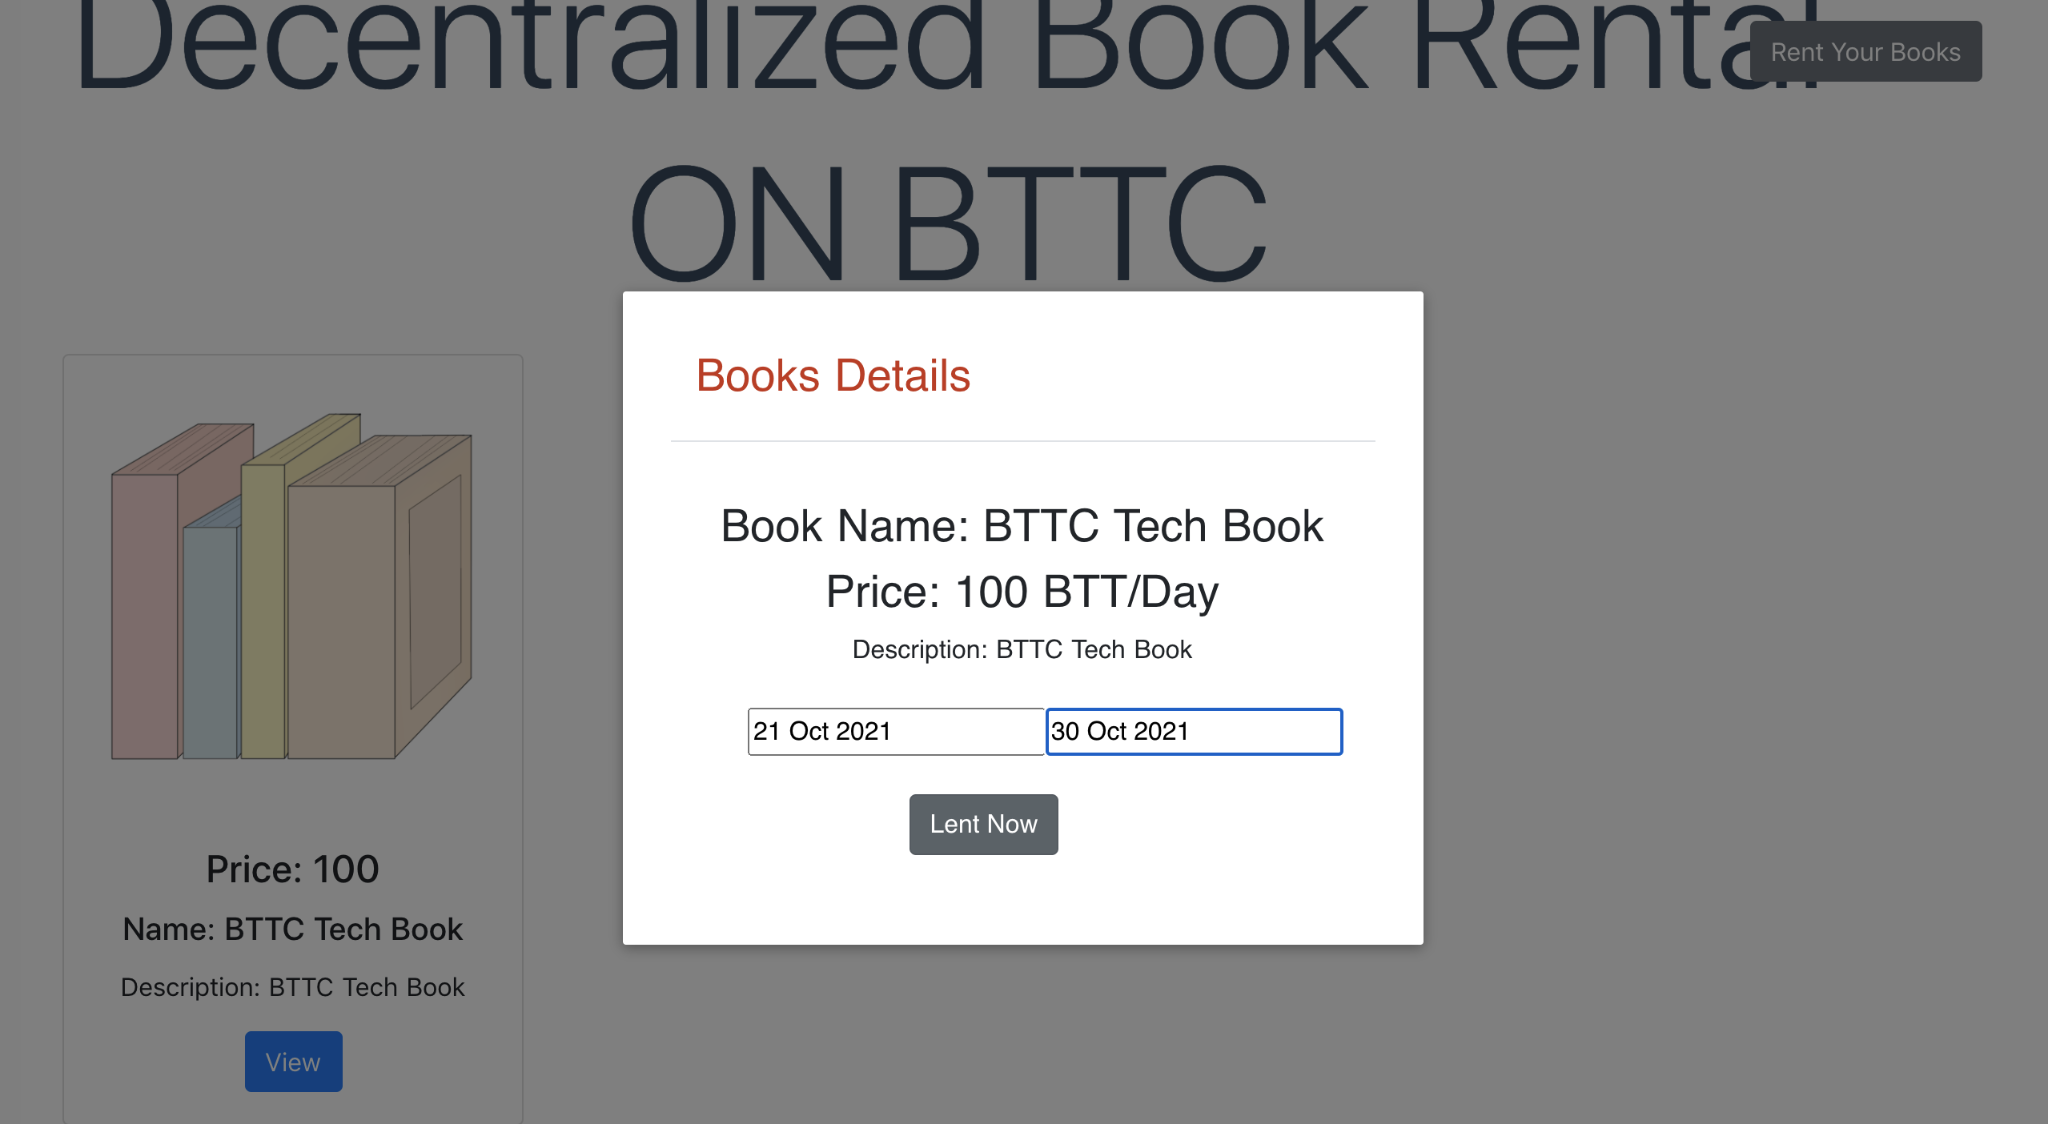 Decentralized Book Rental
Rent Your Books
ON BTTC
Books Details
Book Name: BTTC Tech Book
Price: 100 BTT/Day
Description: BTTC Tech Book
21 Oct 2021
30 Oct 2021
Lent Now
Price: 100
Name: BTTC Tech Book
Description: BTTC Tech Book
View